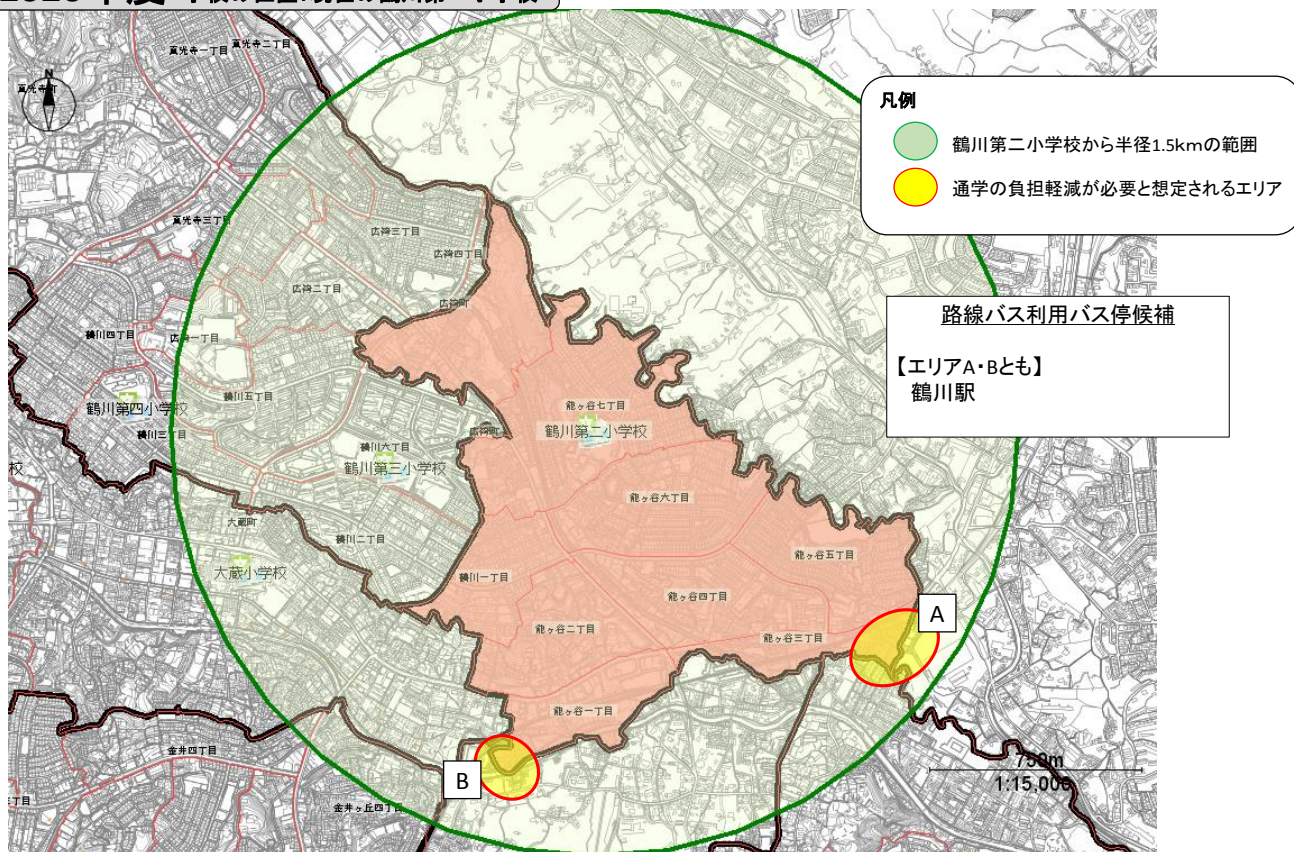 真光寺一丁目
真光寺二丁目
N
凡例
鶴川第二小学校から半径1.5kmの範囲
通学の負担軽減が必要と想定されるエリア
真光寺三丁目
広袴三丁目
広袴四丁目
広袴二丁目
広袴町
路線バス利用バス停候補
【エリアA・Bとも】
鶴川駅
鶴川四丁目
広袴一丁目
鶴川五丁目
能ヶ谷七丁目
鶴川第四小学校
鶴川三丁目
鶴川第二小学校
鶴川六丁目
鶴川第三小学校
校
能ヶ谷六丁目
大蔵町
鶴川二丁目
能ヶ谷五丁目
大蔵小学校
鶴川一丁目
能ヶ谷四丁目
A
能ヶ谷二丁目
能ヶ谷三丁目
能ヶ谷一丁目
金井四丁目
750m
1:15,000
B
丁目
金井ヶ丘四丁目